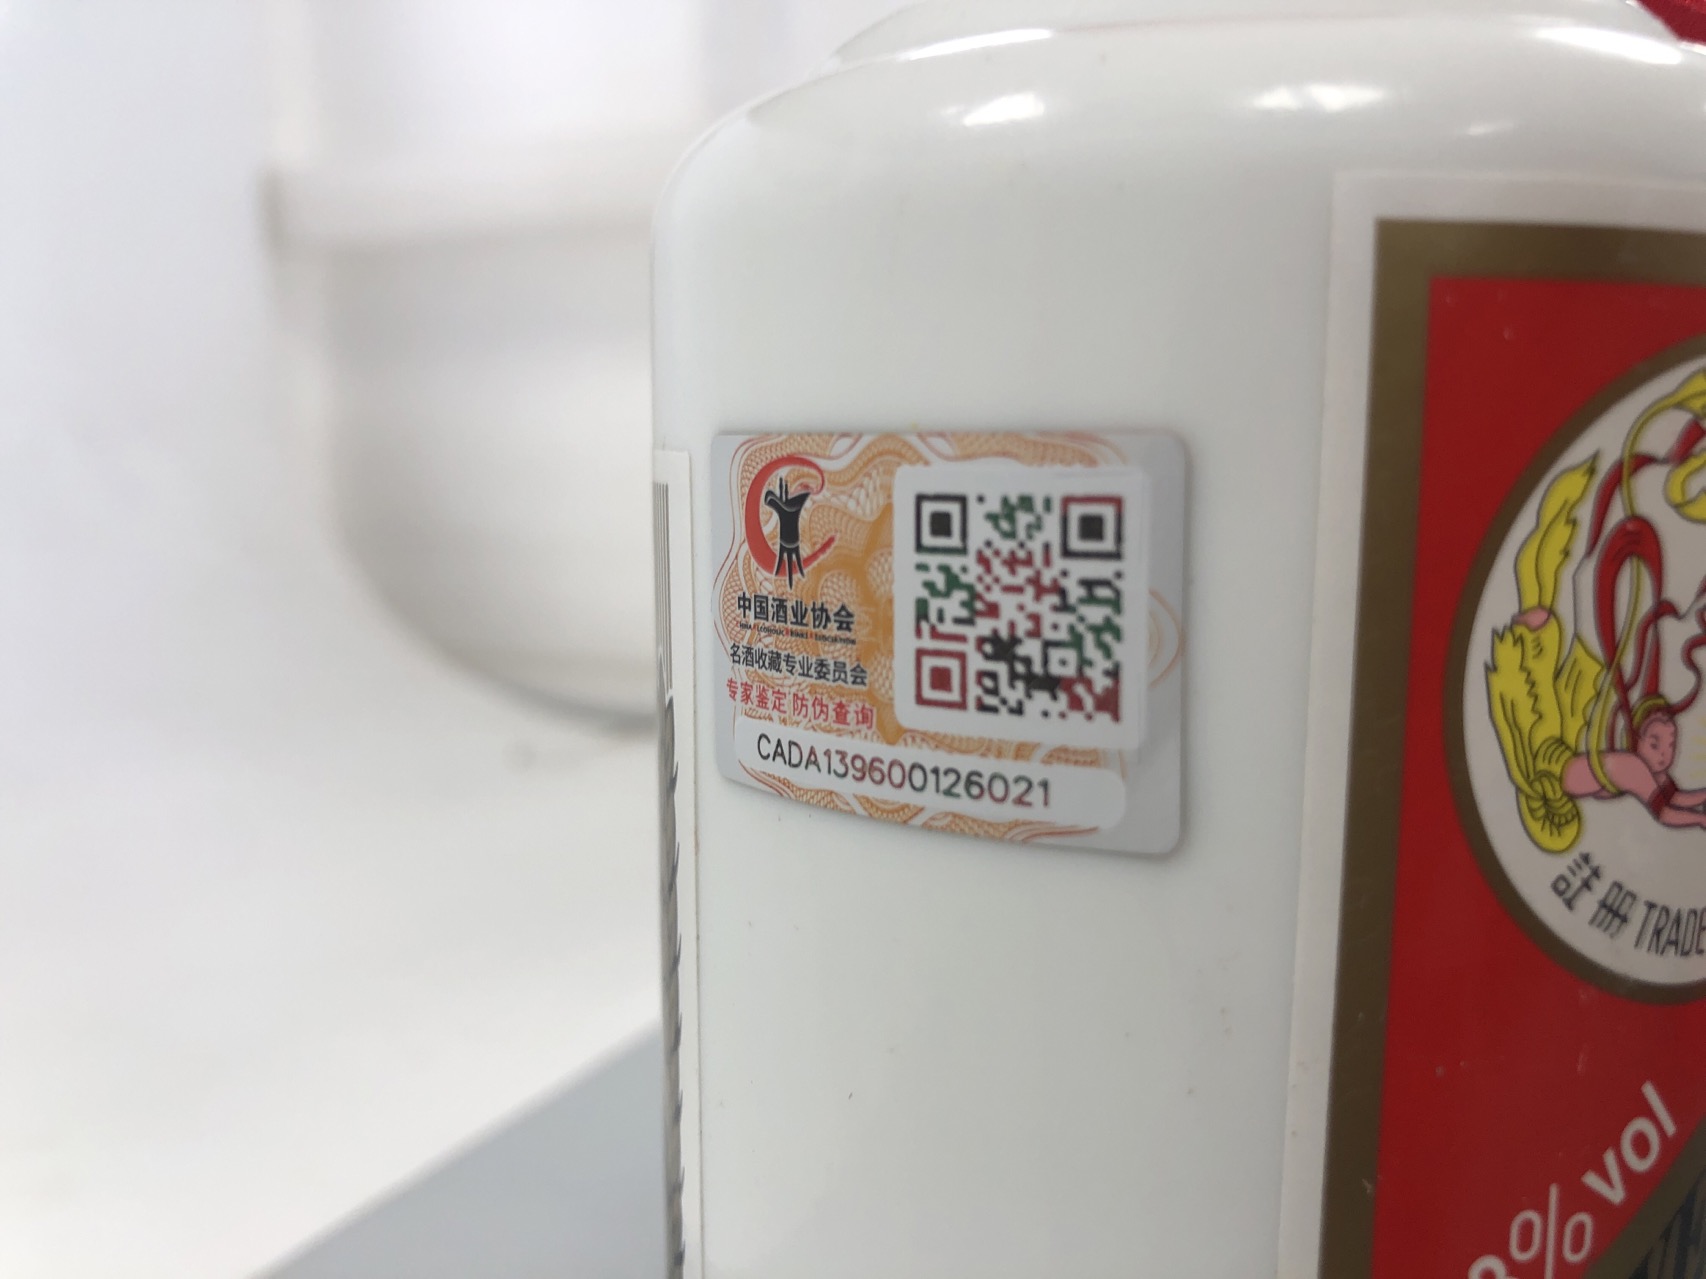 中国酒业协会
名酒收藏专业委员会
专家鉴定 防伪查询
CADA139600126021
註册 TRADE
% vol